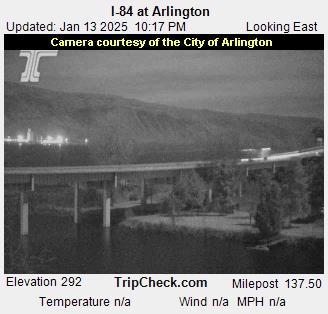 I-84 at Arlington
Updated: Jan 13 2025 10:17 PM Looking East
Camera courtesy of the City of Arlington
Elevation 292 TripCheck.com Milepost 137.50
Temperature n/a Wind n/a MPH n/a